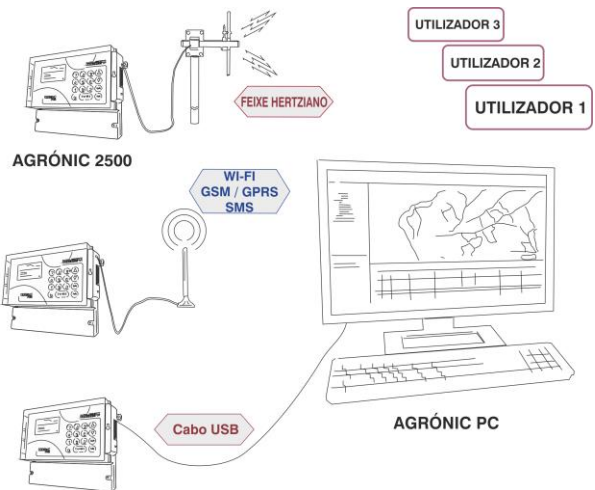 UTILIZADOR 3
UTILIZADOR 2
UTILIZADOR 1
FEIXE HERTZIANO
AGRÓNIC 2500
WI-FI
GSM / GPRS
SMS
Cabo USB
AGRÓNIC PC